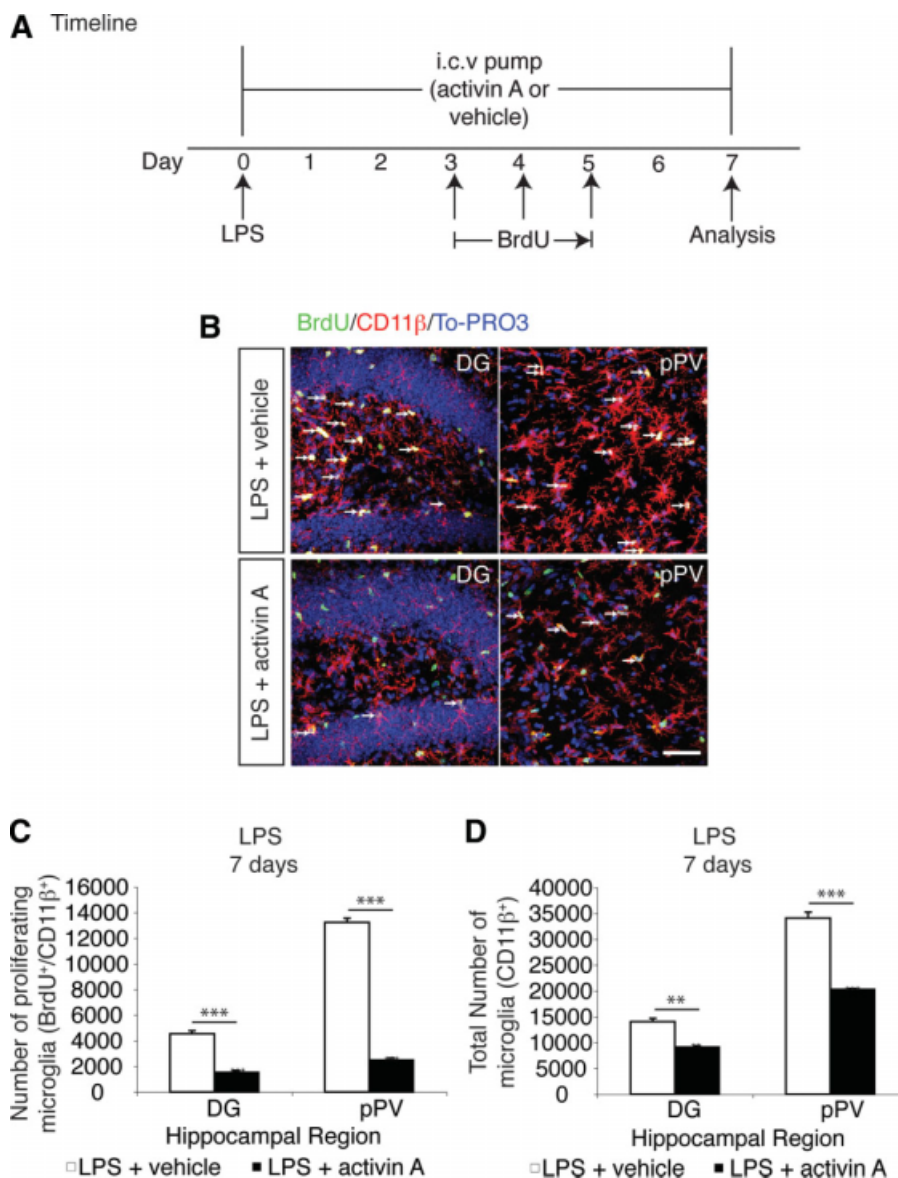 A Timeline
i.c.v pump
(activin A or
vehicle)
Day 0 1 2 3 4 5 6 7
LPS BrdU Analysis
B BrdU/CD11β/To-PRO3
LPS + vehicle
DG pPV
LPS + activin A
DG pPV
C
LPS
7 days
Number of proliferating
microglia (BrdU⁺/CD11β⁺)
16000
14000
12000
10000
8000
6000
4000
2000
0
***
***
DG pPV
Hippocampal Region
LPS + vehicle LPS + activin A
D
LPS
7 days
Total Number of
microglia (CD11β⁺)
40000
35000
30000
25000
20000
15000
10000
5000
0
**
***
DG pPV
Hippocampal Region
LPS + vehicle LPS + activin A